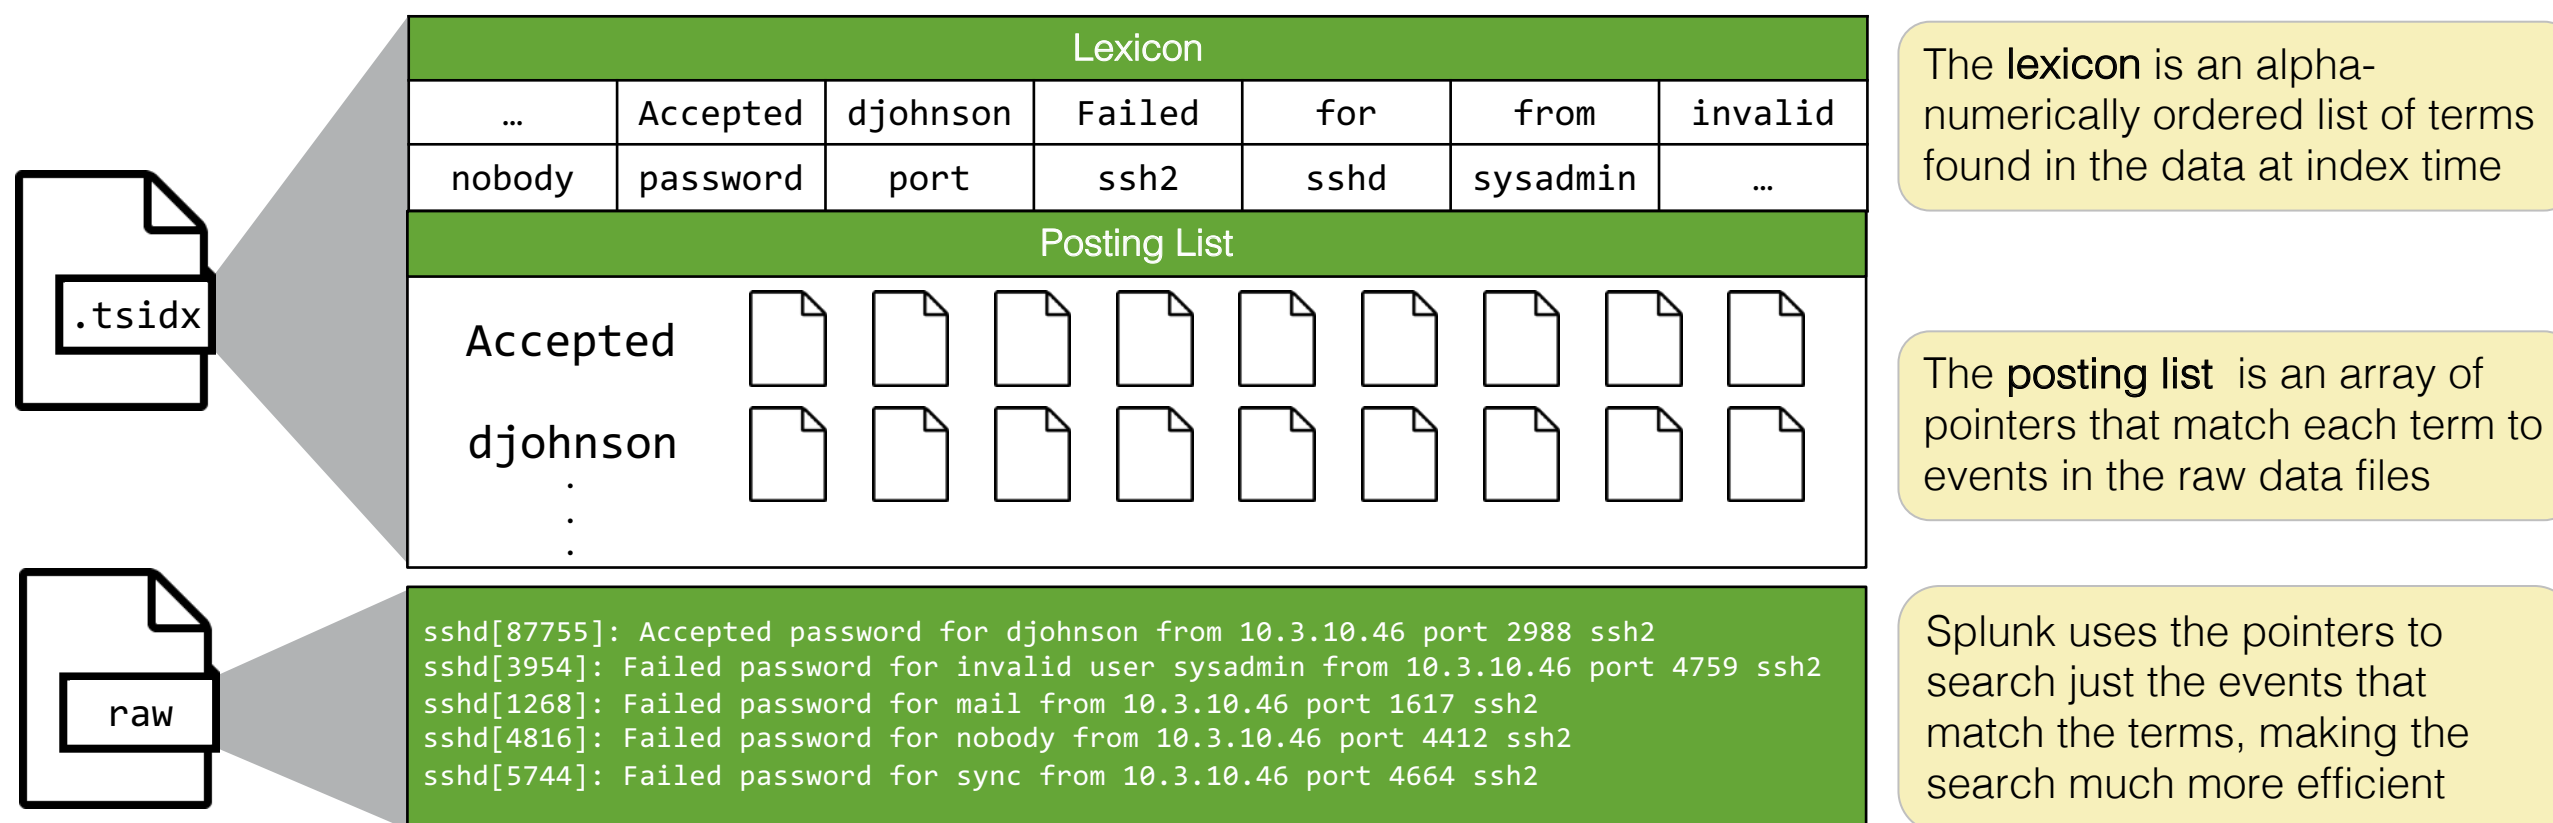 Lexicon
… Accepted djohnson Failed for from invalid
nobody password port ssh2 sshd sysadmin …
Posting List
.tsidx
Accepted
djohnson
.
.
.
raw
sshd[87755]: Accepted password for djohnson from 10.3.10.46 port 2988 ssh2
sshd[3954]: Failed password for invalid user sysadmin from 10.3.10.46 port 4759 ssh2
sshd[1268]: Failed password for mail from 10.3.10.46 port 1617 ssh2
sshd[4816]: Failed password for nobody from 10.3.10.46 port 4412 ssh2
sshd[5744]: Failed password for sync from 10.3.10.46 port 4664 ssh2
The lexicon is an alpha-
numerically ordered list of terms
found in the data at index time
The posting list is an array of
pointers that match each term to
events in the raw data files
Splunk uses the pointers to
search just the events that
match the terms, making the
search much more efficient